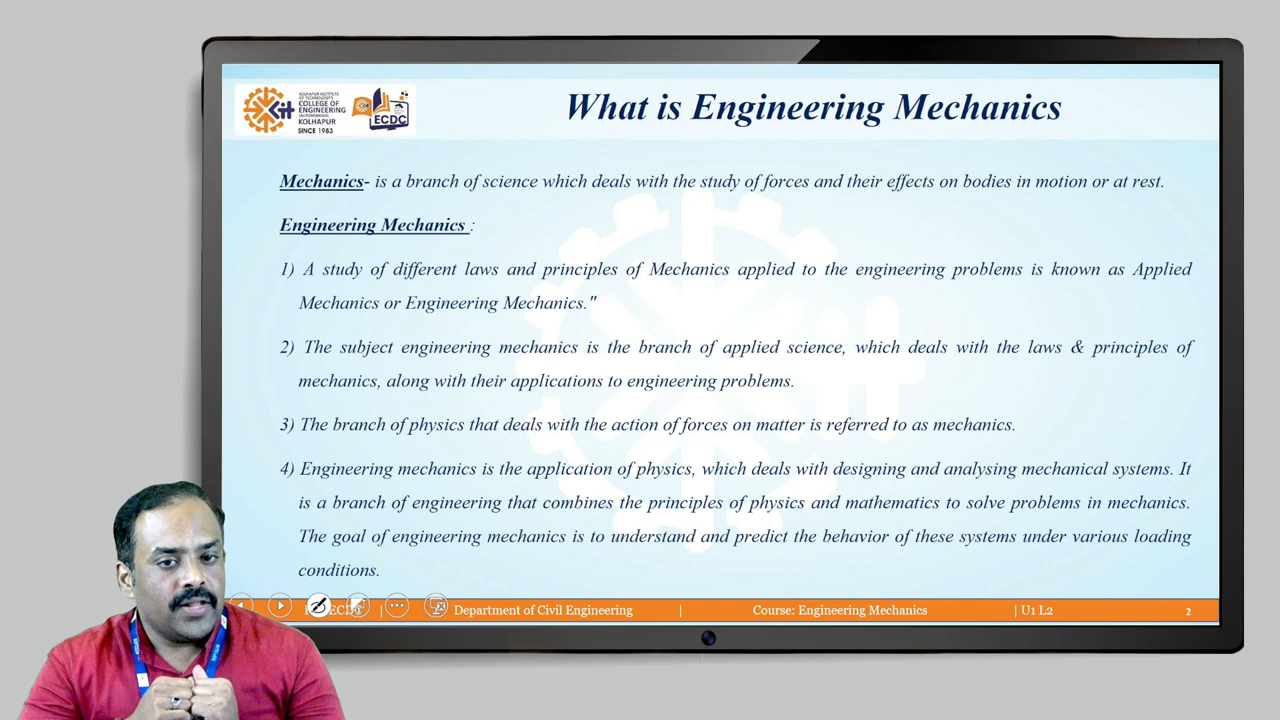 KOLHAPUR INSTITUTE
OF TECHNOLOGY'S
COLLEGE OF
ENGINEERING
(AUTONOMOUS),
KOLHAPUR
SINCE 1983
ECDC
What is Engineering Mechanics
Mechanics- is a branch of science which deals with the study of forces and their effects on bodies in motion or at rest.
Engineering Mechanics :
1) A study of different laws and principles of Mechanics applied to the engineering problems is known as Applied
Mechanics or Engineering Mechanics."
2) The subject engineering mechanics is the branch of applied science, which deals with the laws & principles of
mechanics, along with their applications to engineering problems.
3) The branch of physics that deals with the action of forces on matter is referred to as mechanics.
4) Engineering mechanics is the application of physics, which deals with designing and analysing mechanical systems. It
is a branch of engineering that combines the principles of physics and mathematics to solve problems in mechanics.
The goal of engineering mechanics is to understand and predict the behavior of these systems under various loading
conditions.
ECDC | Department of Civil Engineering | Course: Engineering Mechanics | U1 L2 2